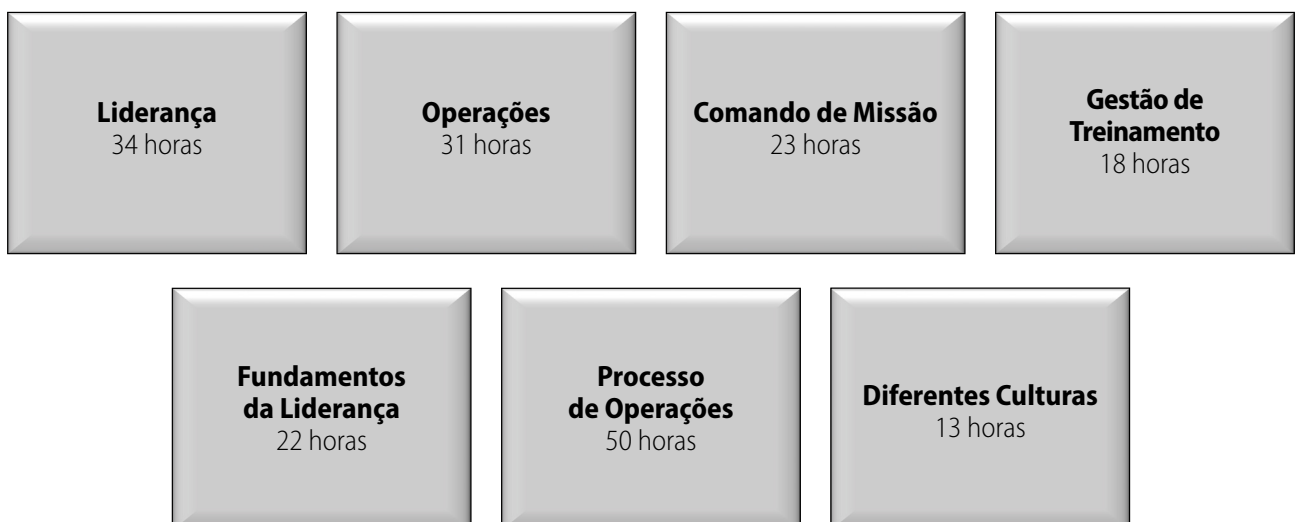 Liderança
34 horas
Operações
31 horas
Comando de Missão
23 horas
Gestão de
Treinamento
18 horas
Fundamentos
da Liderança
22 horas
Processo
de Operações
50 horas
Diferentes Culturas
13 horas